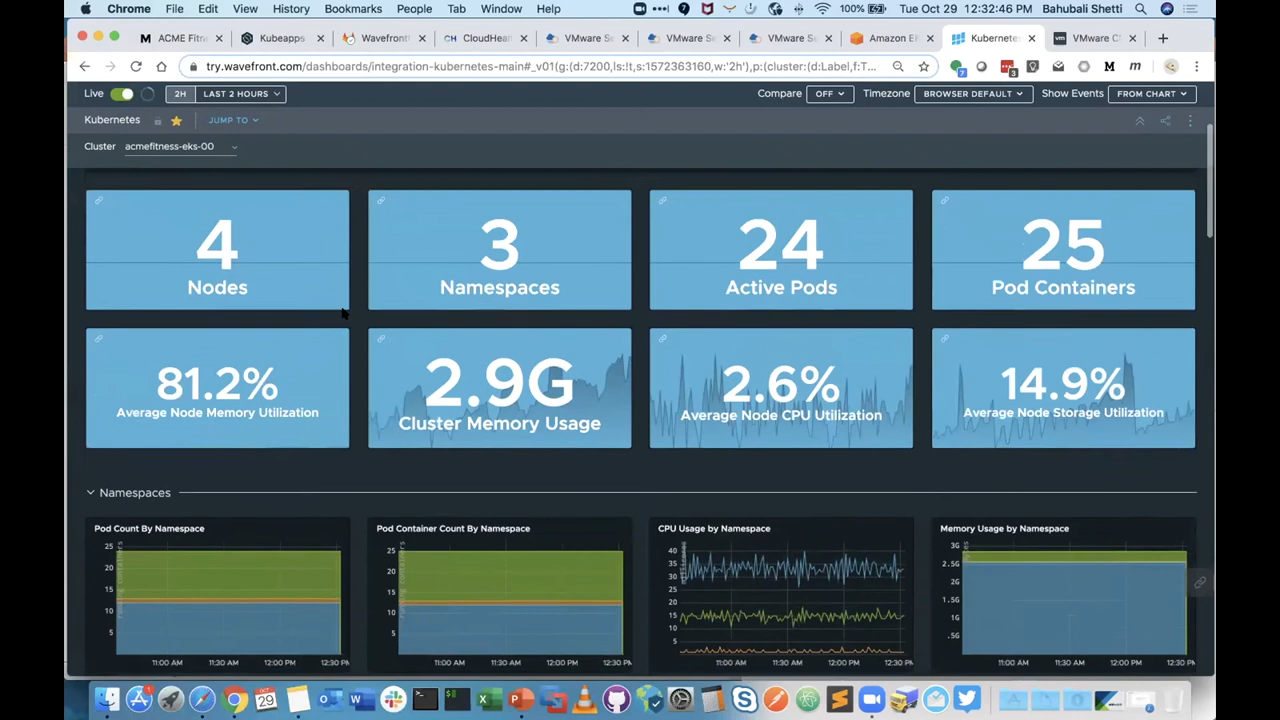 Chrome File Edit View History Bookmarks People Tab Window Help 100% Tue Oct 29 12:32:46 PM Bahubali Shetti
ACME Fitn Kubeapps Wavefront CloudHeal VMware Se VMware Se VMware Se Amazon E Kubernete VMware C
try.wavefront.com/dashboards/integration-kubernetes-main#_v01(g:(d:7200,ls:!t,s:1572363160,w:'2h'),p:(cluster:(d:Label,f:T...
Live 2H LAST 2 HOURS Compare OFF Timezone BROWSER DEFAULT Show Events FROM CHART
Kubernetes JUMP TO
Cluster acmefitness-eks-00
4 3 24 25
Nodes Namespaces Active Pods Pod Containers
81.2% 2.9G 2.6% 14.9%
Average Node Memory Utilization Cluster Memory Usage Average Node CPU Utilization Average Node Storage Utilization
Namespaces
Pod Count By Namespace Pod Container Count By Namespace CPU Usage by Namespace Memory Usage by Namespace
25 25 40 3G
20 20 35 2.5G
15 15 30 2G
10 10 25 1.5G
5 5 20 1G
15 .5G
10
5
11:00 AM 11:30 AM 12:00 PM 12:30 PM 11:00 AM 11:30 AM 12:00 PM 12:30 PM 11:00 AM 11:30 AM 12:00 PM 12:30 PM 11:00 AM 11:30 AM 12:00 PM 12:30 PM